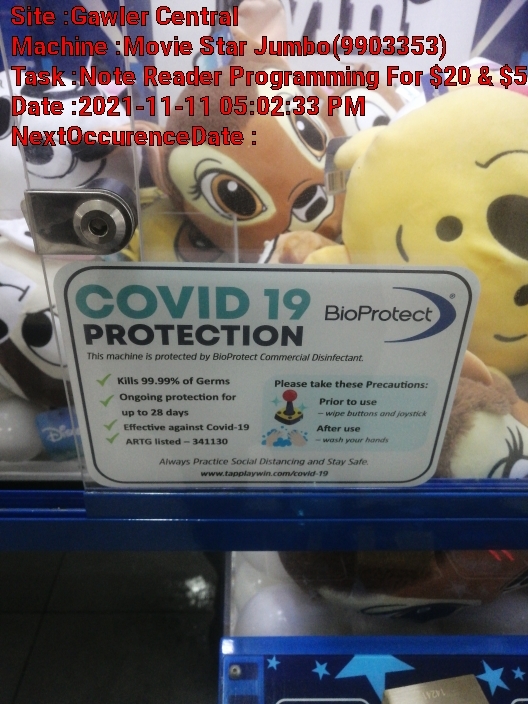 Site :Gawler Central
Machine :Movie Star Jumbo(9903353)
Task :Note Reader Programming For $20 & $5
Date :2021-11-11 05:02:33 PM
NextOccurenceDate :
COVID 19
PROTECTION
BioProtect®
This machine is protected by BioProtect Commercial Disinfectant.
Kills 99.99% of Germs
Ongoing protection for
up to 28 days
Effective against Covid-19
ARTG listed – 341130
Please take these Precautions:
Prior to use
– wipe buttons and joystick
After use
– wash your hands
Always Practice Social Distancing and Stay Safe.
www.tapplaywin.com/covid-19
Disney